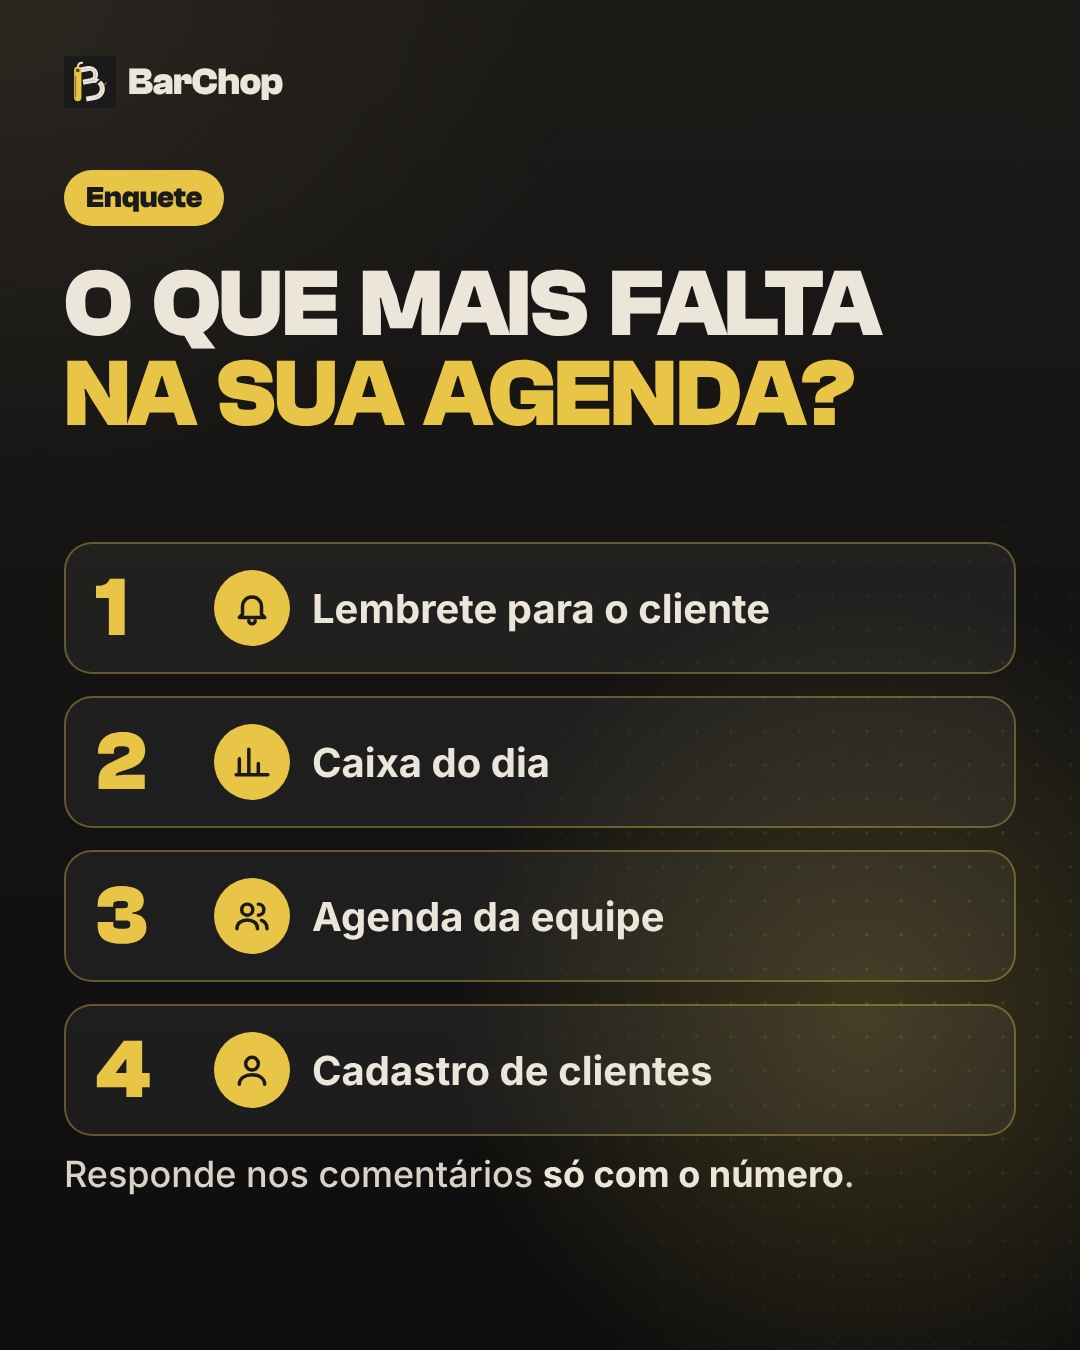 BarChop
Enquete
O QUE MAIS FALTA
NA SUA AGENDA?
1 Lembrete para o cliente
2 Caixa do dia
3 Agenda da equipe
4 Cadastro de clientes
Responde nos comentários só com o número.